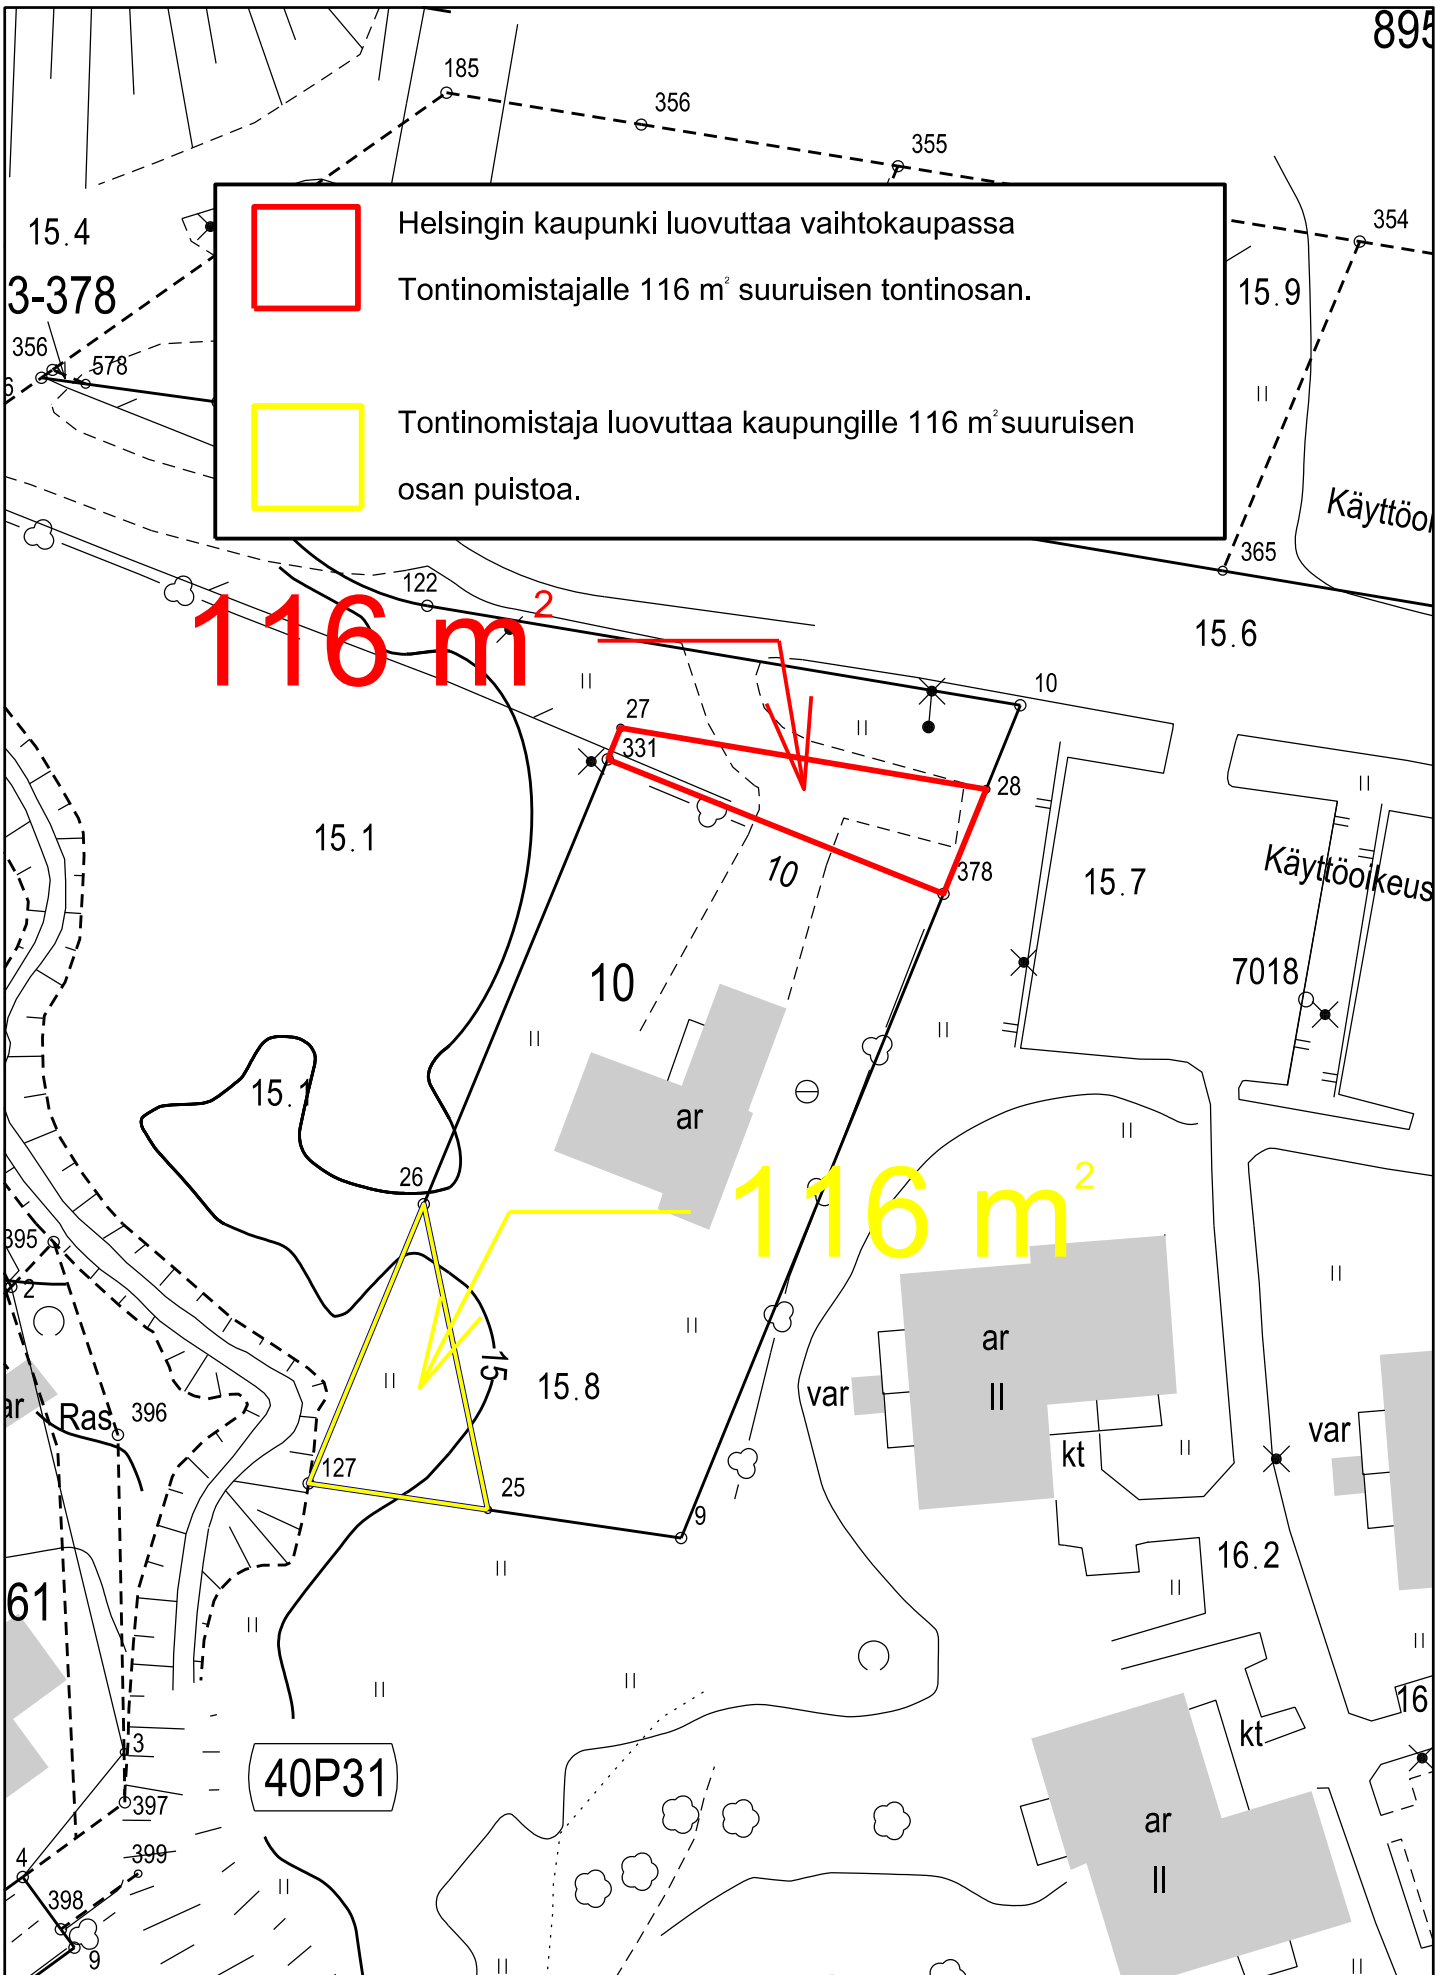 895
185
356
355
15.4
354
3-378
15.9
Helsingin kaupunki luovuttaa vaihtokaupassa
Tontinomistajalle 116 m² suuruisen tontinosan.
Tontinomistaja luovuttaa kaupungille 116 m² suuruisen
osan puistoa.
356
578
6
Käyttöoi
365
122
116 m²
15.6
10
27
331
28
15.1
10
378
15.7
Käyttöoikeus
10
7018
15.1
ar
26
116 m²
395
2
ar
II
15
15.8
var
ar
Ras
396
kt
var
127
25
9
16.2
61
16
kt
3
40P31
397
ar
II
4
399
398
9